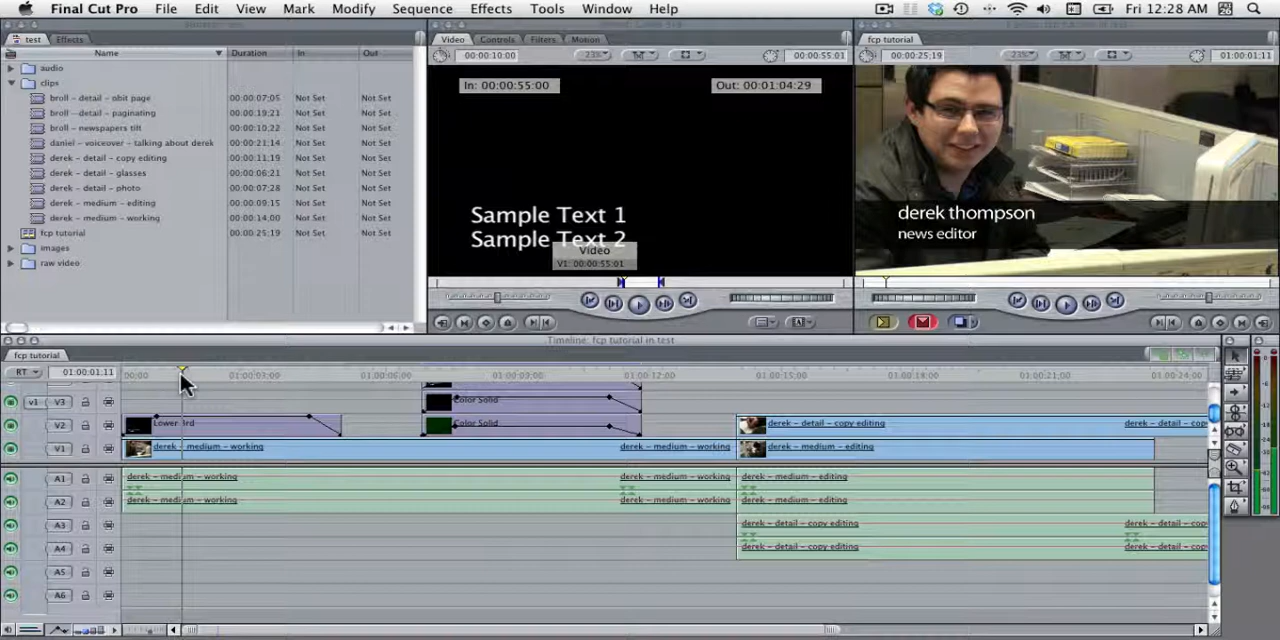 Final Cut Pro File Edit View Mark Modify Sequence Effects Tools Window Help Fri 12:28 AM
test Effects
Name Duration In Out
audio
clips
broll - detail - obit page 00:00:07:05 Not Set Not Set
broll - detail - paginating 00:00:19:21 Not Set Not Set
broll - newspapers tilt 00:00:10:22 Not Set Not Set
daniel - voiceover - talking about derek 00:00:21:14 Not Set Not Set
derek - detail - copy editing 00:00:11:19 Not Set Not Set
derek - detail - glasses 00:00:06:21 Not Set Not Set
derek - detail - photo 00:00:07:28 Not Set Not Set
derek - medium - editing 00:00:09:15 Not Set Not Set
derek - medium - working 00:00:14:00 Not Set Not Set
fcp tutorial 00:00:25:19 Not Set Not Set
images
raw video
Video Controls Filters Motion
00:00:10:00 23% 00:00:55:01
In: 00:00:55:00 Out: 00:01:04:29
Sample Text 1
Sample Text 2
Video
V1: 00:00:55:01
fcp tutorial
00:00:25:19 23% 01:00:01:11
derek thompson
news editor
Timeline: fcp tutorial in test
fcp tutorial
RT 01:00:01:11 00:00 01:00:03:00 01:00:06:00 01:00:09:00 01:00:12:00 01:00:15:00 01:00:18:00 01:00:21:00 01:00:24:00
v1 V3 Color Solid
V2 Lower 3rd Color Solid derek - detail - copy editing derek - detail - copy
V1 derek - medium - working derek - medium - working derek - medium - editing
A1 derek - medium - working derek - medium - working derek - medium - editing
A2 derek - medium - working derek - medium - working derek - medium - editing
A3 derek - detail - copy editing derek - detail - copy
A4 derek - detail - copy editing derek - detail - copy
A5
A6